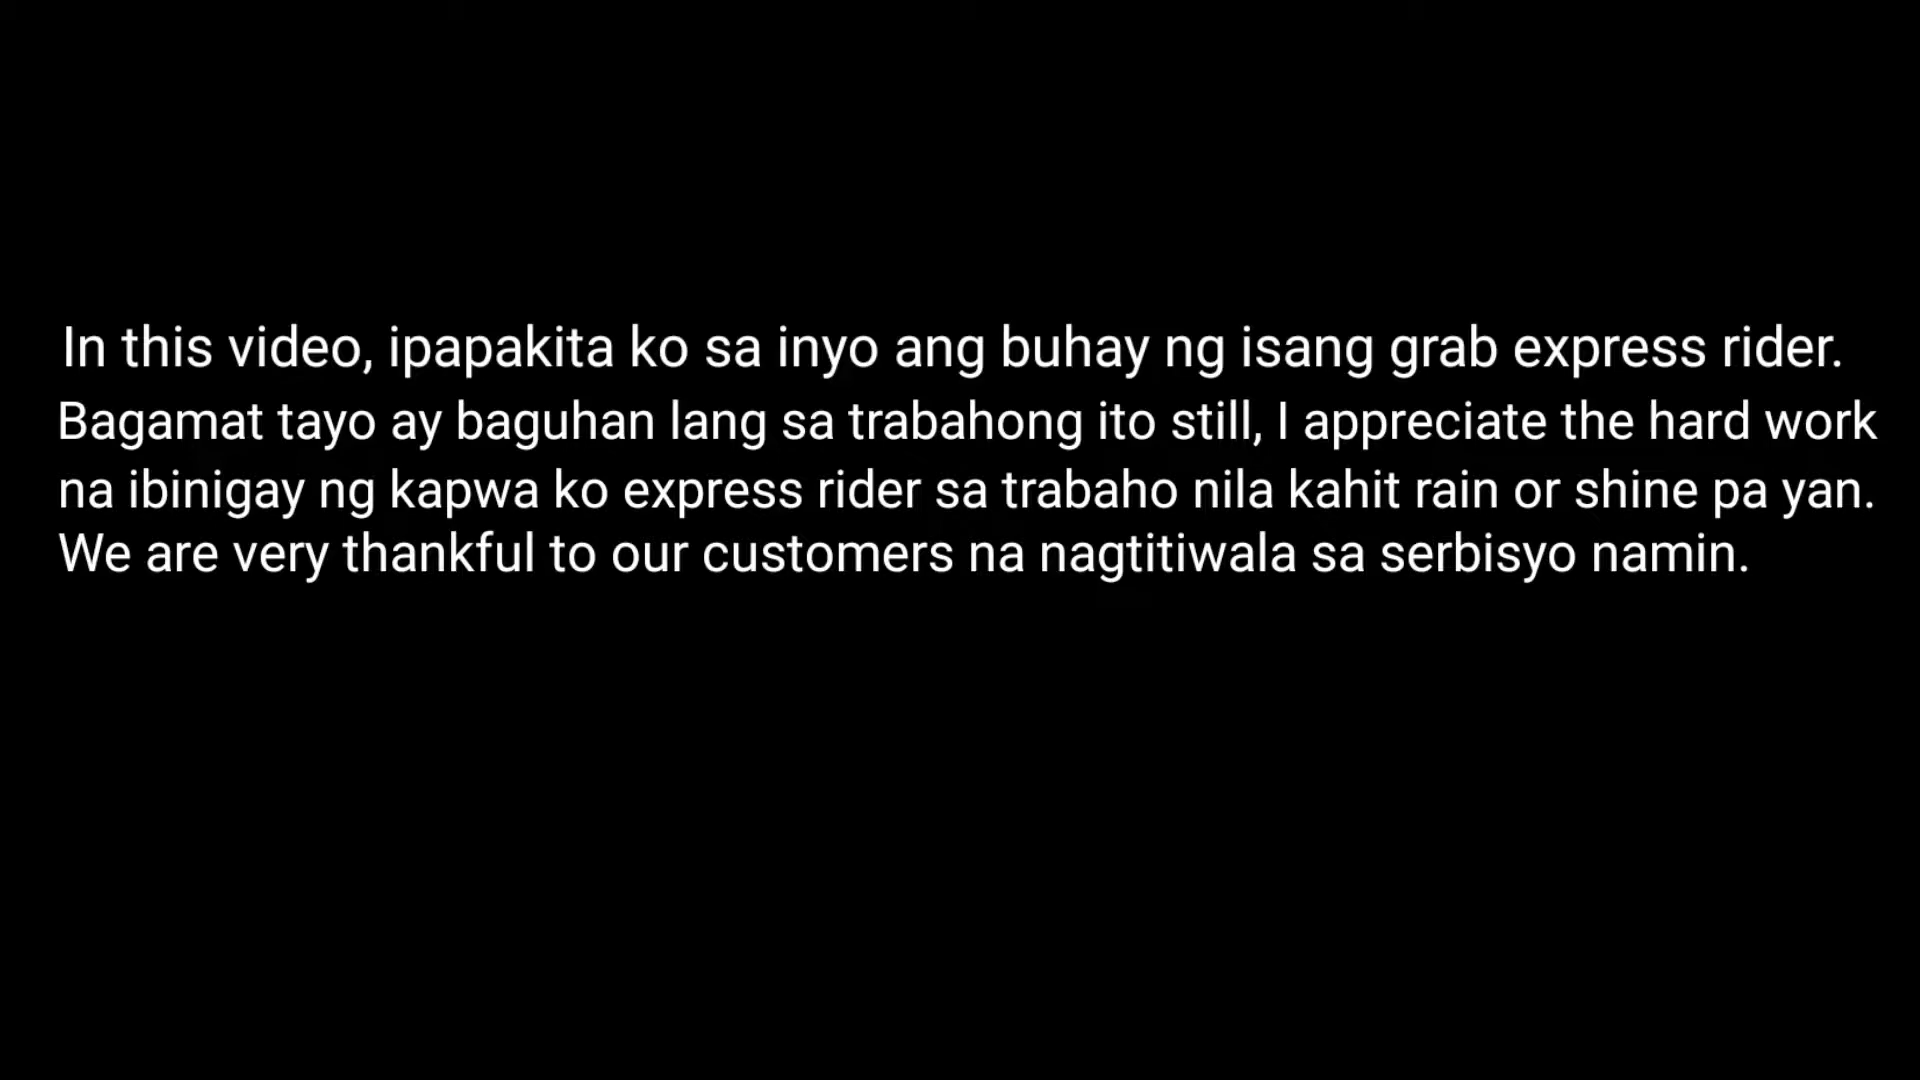 In this video, ipapakita ko sa inyo ang buhay ng isang grab express rider.
Bagamat tayo ay baguhan lang sa trabahong ito still, I appreciate the hard work
na ibinigay ng kapwa ko express rider sa trabaho nila kahit rain or shine pa yan.
We are very thankful to our customers na nagtitiwala sa serbisyo namin.